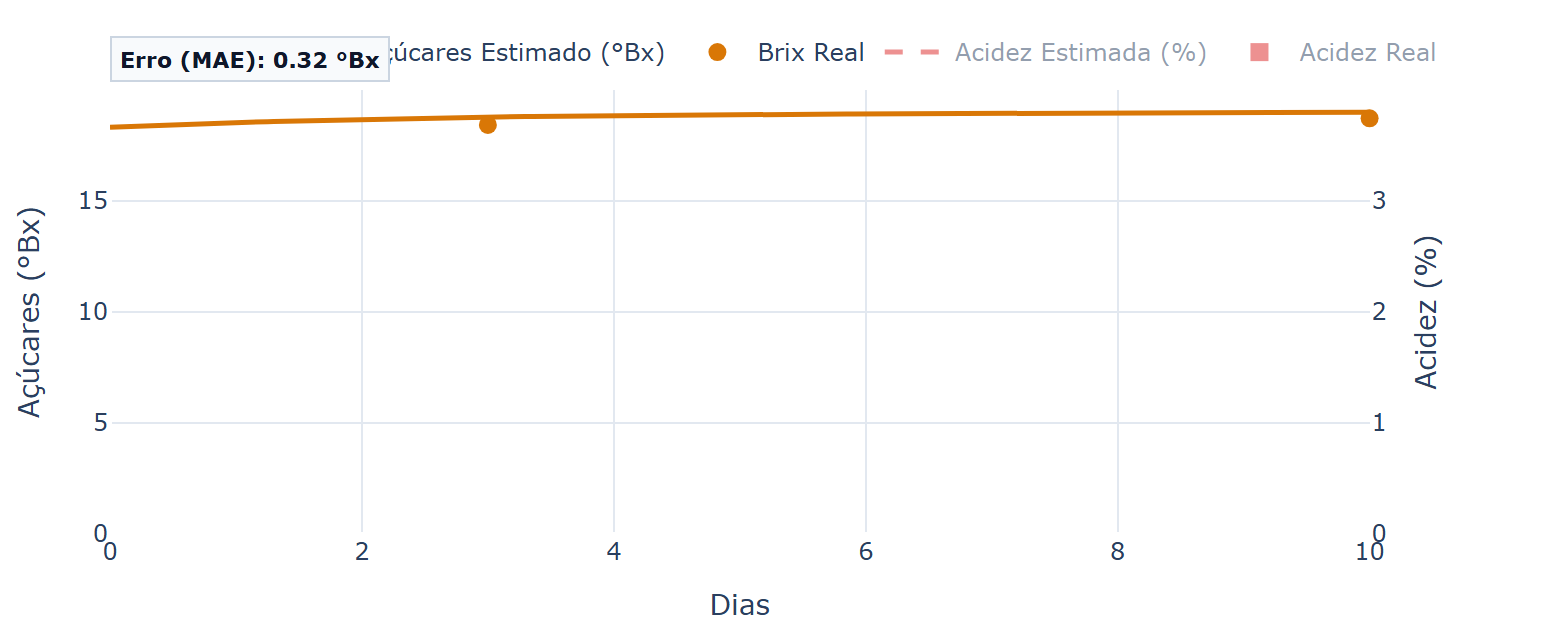 Erro (MAE): 0.32 ºBx
çúcares Estimado (°Bx)
Brix Real
Acidez Estimada (%)
Acidez Real
Açúcares (°Bx)
15
10
5
0
3
2
1
0
Acidez (%)
0
2
4
6
8
10
Dias